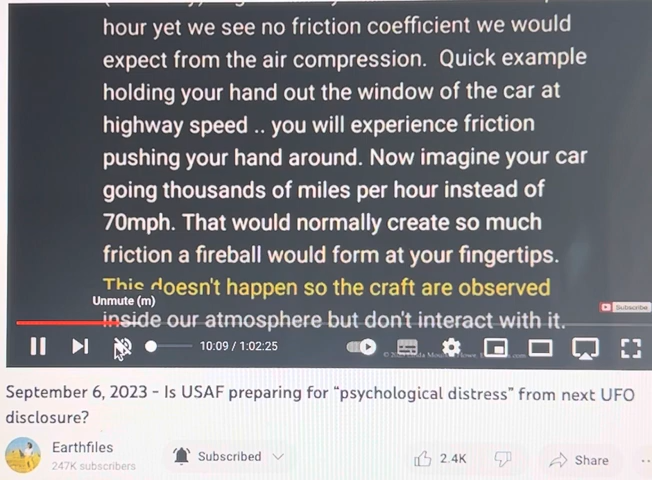 hour yet we see no friction coefficient we would
expect from the air compression. Quick example
holding your hand out the window of the car at
highway speed .. you will experience friction
pushing your hand around. Now imagine your car
going thousands of miles per hour instead of
70mph. That would normally create so much
friction a fireball would form at your fingertips.
This doesn't happen so the craft are observed
Unmute (m)
Subscribe
inside our atmosphere but don't interact with it.
10:09 / 1:02:25
September 6, 2023 - Is USAF preparing for “psychological distress” from next UFO
disclosure?
Earthfiles
247K subscribers
Subscribed
2.4K
Share